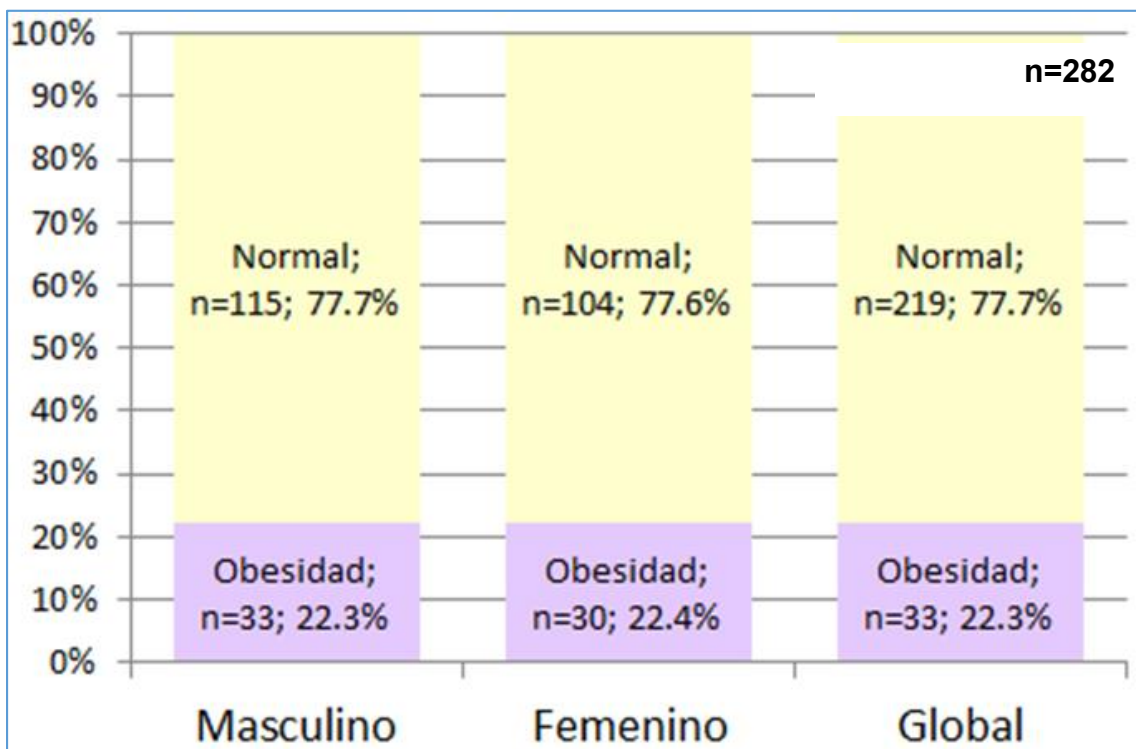 100%
n=282
90%
80%
70%
Normal;
n=115; 77.7%
Normal;
n=104; 77.6%
Normal;
n=219; 77.7%
60%
50%
40%
30%
20%
Obesidad;
n=33; 22.3%
Obesidad;
n=30; 22.4%
Obesidad;
n=33; 22.3%
10%
0%
Masculino
Femenino
Global